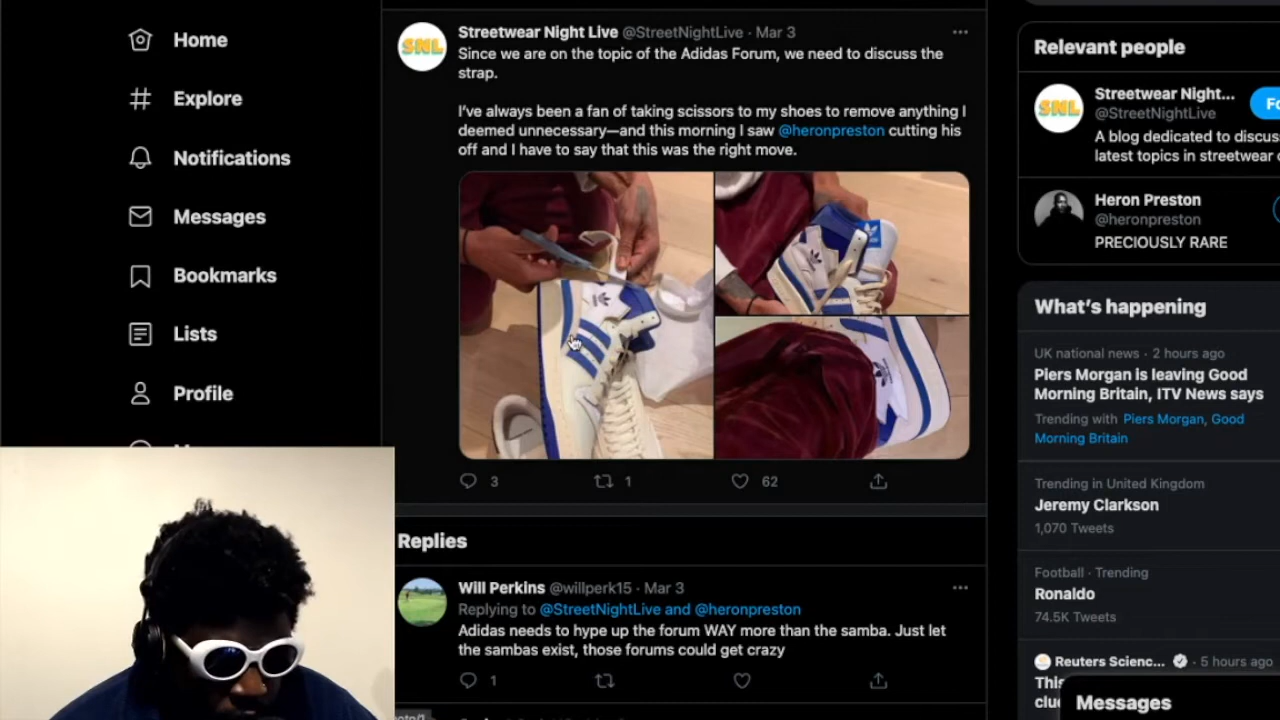 Home
Explore
Notifications
Messages
Bookmarks
Lists
Profile
SNL
Streetwear Night Live @StreetNightLive · Mar 3
Since we are on the topic of the Adidas Forum, we need to discuss the
strap.
I've always been a fan of taking scissors to my shoes to remove anything I
deemed unnecessary—and this morning I saw @heronpreston cutting his
off and I have to say that this was the right move.
3 1 62
Replies
Will Perkins @willperk15 · Mar 3
Replying to @StreetNightLive and @heronpreston
Adidas needs to hype up the forum WAY more than the samba. Just let
the sambas exist, those forums could get crazy
1
Relevant people
SNL
Streetwear Night...
@StreetNightLive
Fo
A blog dedicated to discus
latest topics in streetwear
Heron Preston
@heronpreston
PRECIOUSLY RARE
What's happening
UK national news · 2 hours ago
Piers Morgan is leaving Good
Morning Britain, ITV News says
Trending with Piers Morgan, Good
Morning Britain
Trending in United Kingdom
Jeremy Clarkson
1,070 Tweets
Football · Trending
Ronaldo
74.5K Tweets
Reuters Scienc... · 5 hours ago
This
clue
Messages